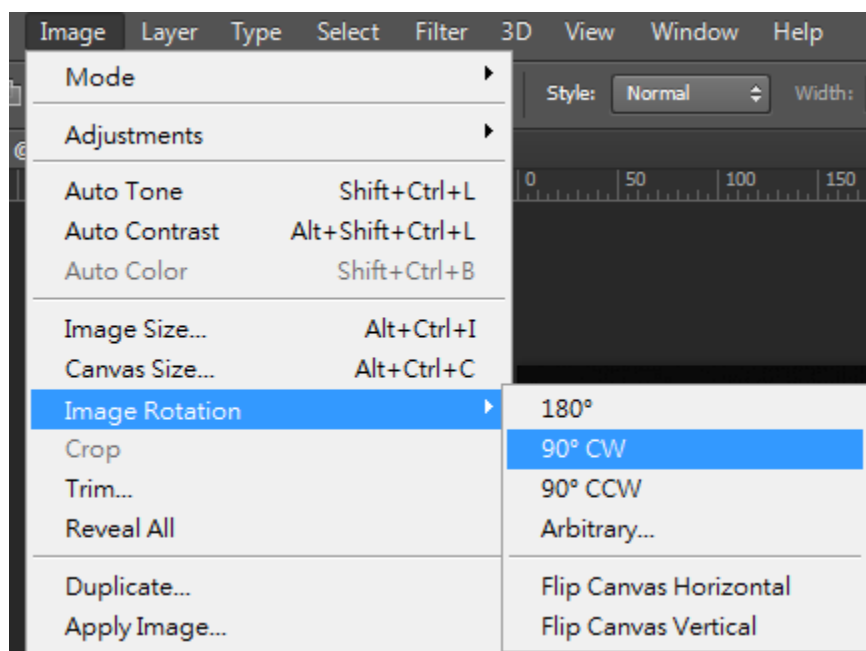 Image Layer Type Select Filter 3D View Window Help
Style: Normal Width:
@
0 50 100 150
Mode
Adjustments
Auto Tone Shift+Ctrl+L
Auto Contrast Alt+Shift+Ctrl+L
Auto Color Shift+Ctrl+B
Image Size... Alt+Ctrl+I
Canvas Size... Alt+Ctrl+C
Image Rotation
Crop
Trim...
Reveal All
Duplicate...
Apply Image...
180°
90° CW
90° CCW
Arbitrary...
Flip Canvas Horizontal
Flip Canvas Vertical